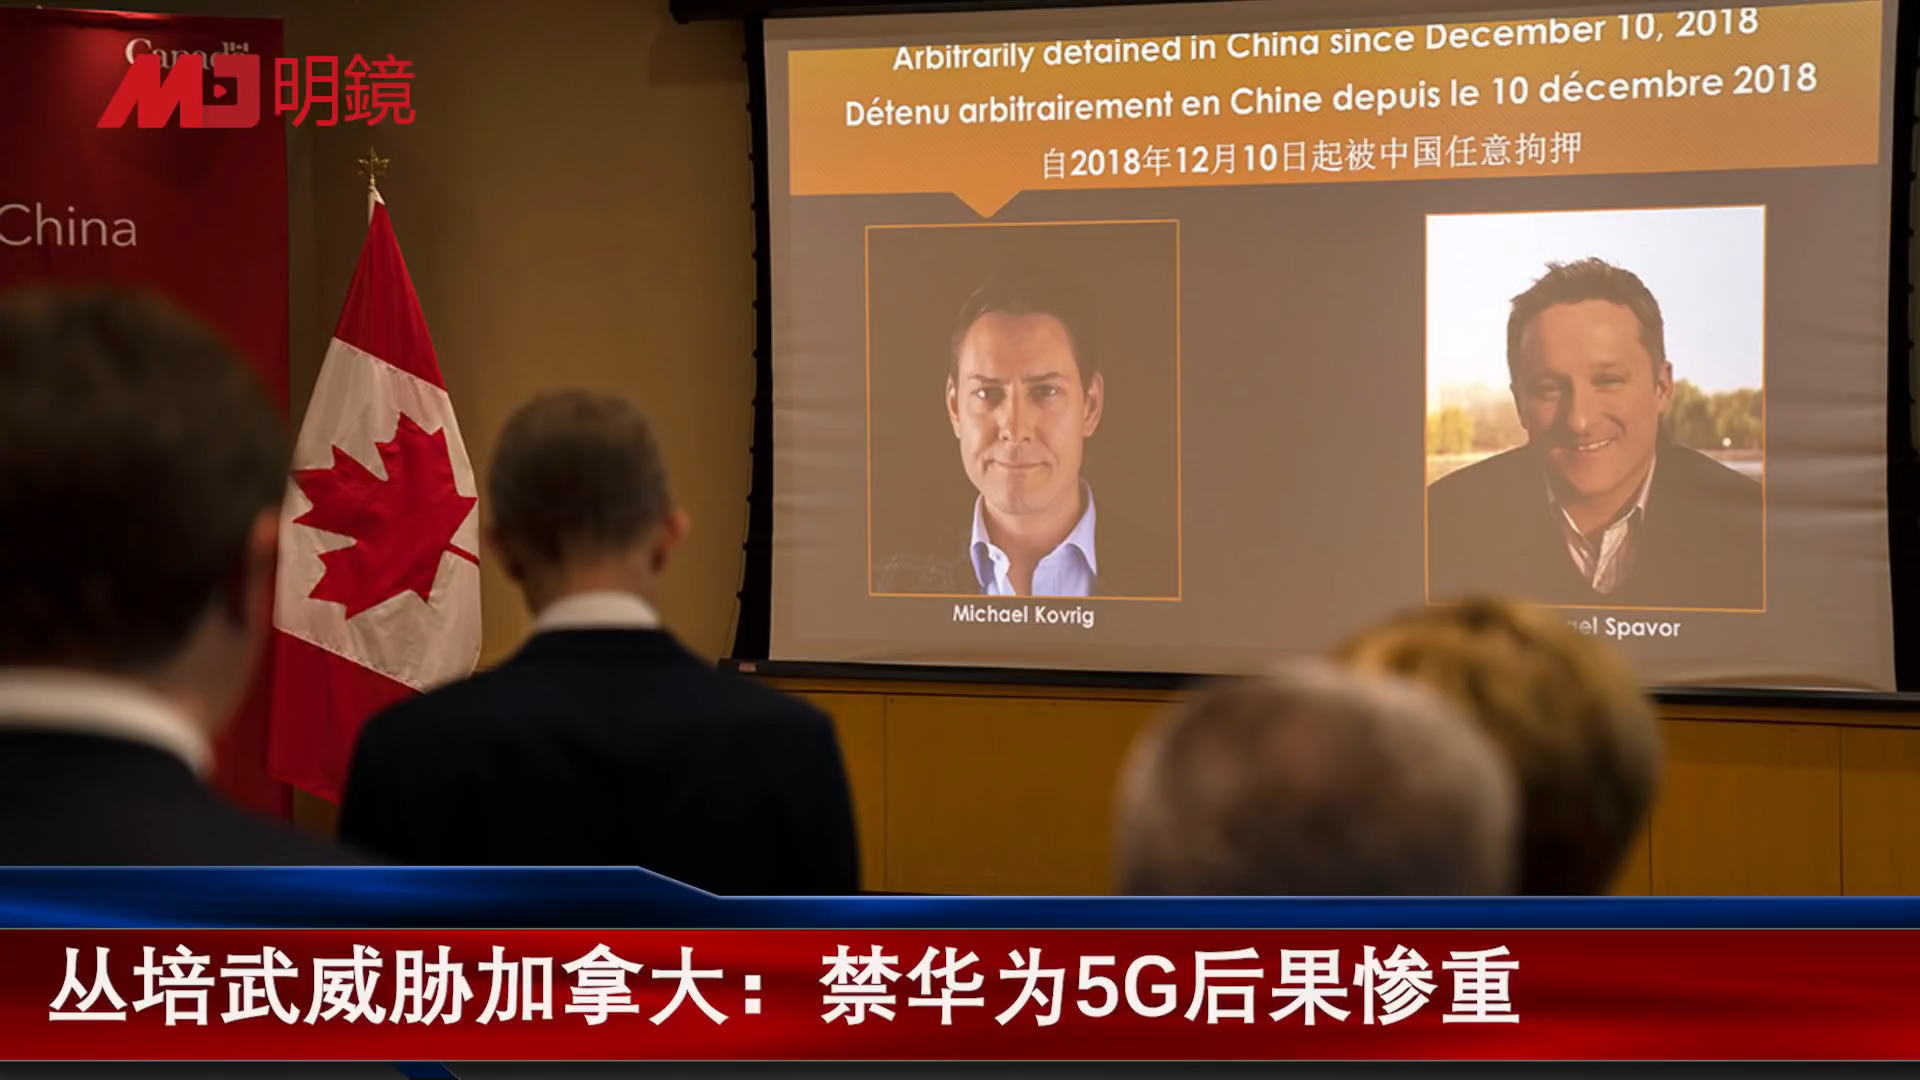 Canada
明鏡
China
Arbitrarily detained in China since December 10, 2018
Détenu arbitrairement en Chine depuis le 10 décembre 2018
自2018年12月10日起被中国任意拘押
Michael Kovrig
Spavor
丛培武威胁加拿大：禁华为5G后果惨重